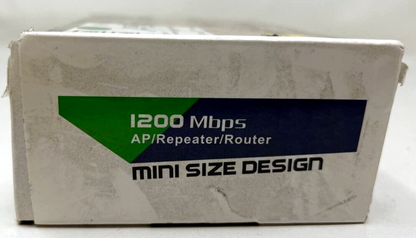 1200 Mbps
AP/Repeater/Router
MINI SIZE DESIGN